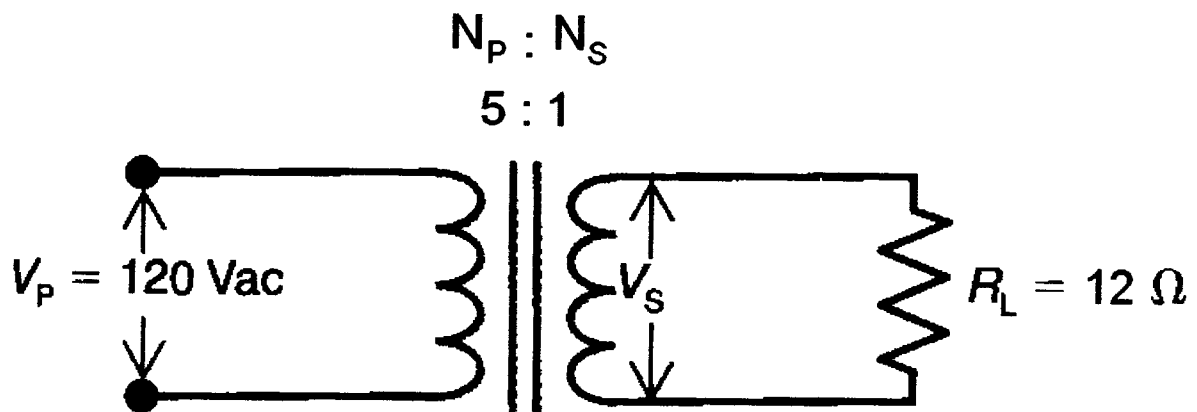 N_P : N_S
5 : 1
V_P = 120 Vac
V_S
R_L = 12 Ω